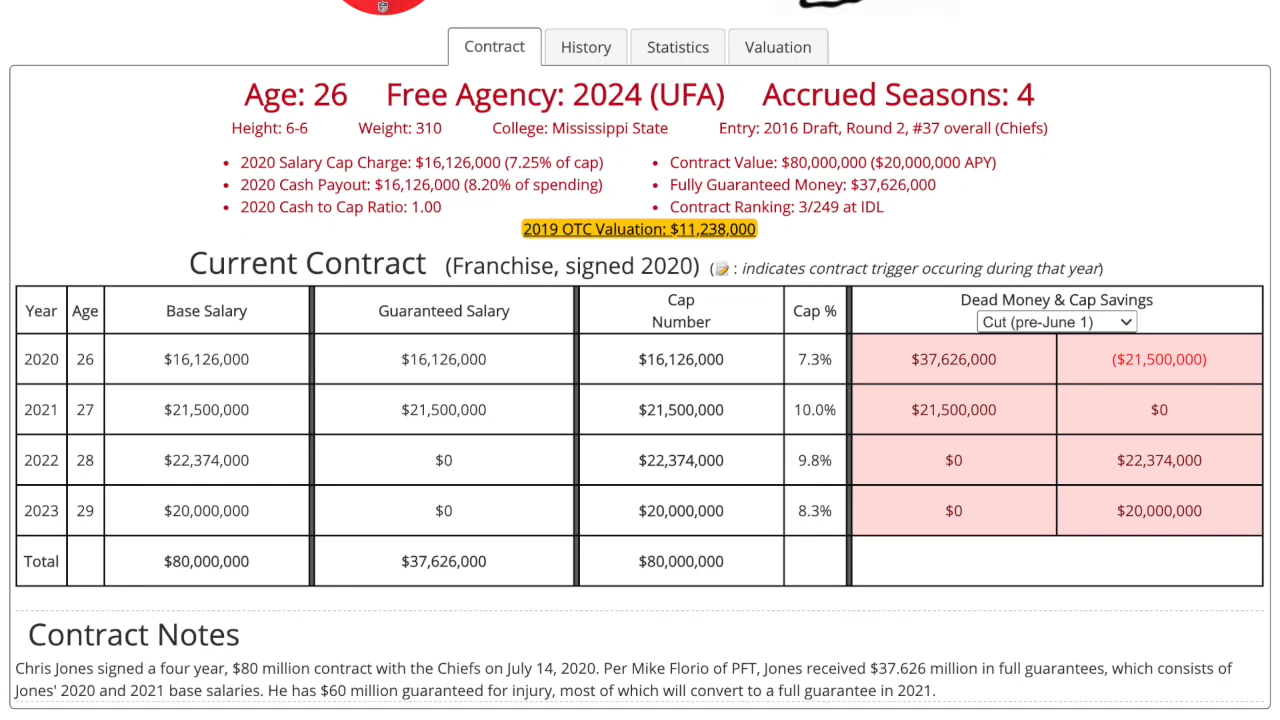 Contract History Statistics Valuation
Age: 26 Free Agency: 2024 (UFA) Accrued Seasons: 4
Height: 6-6 Weight: 310 College: Mississippi State Entry: 2016 Draft, Round 2, #37 overall (Chiefs)
• 2020 Salary Cap Charge: $16,126,000 (7.25% of cap)
• 2020 Cash Payout: $16,126,000 (8.20% of spending)
• 2020 Cash to Cap Ratio: 1.00
• Contract Value: $80,000,000 ($20,000,000 APY)
• Fully Guaranteed Money: $37,626,000
• Contract Ranking: 3/249 at IDL
2019 OTC Valuation: $11,238,000
Current Contract (Franchise, signed 2020) ( : indicates contract trigger occuring during that year)
Year Age Base Salary Guaranteed Salary Cap Number Cap % Dead Money & Cap Savings
Cut (pre-June 1)
2020 26 $16,126,000 $16,126,000 $16,126,000 7.3% $37,626,000 ($21,500,000)
2021 27 $21,500,000 $21,500,000 $21,500,000 10.0% $21,500,000 $0
2022 28 $22,374,000 $0 $22,374,000 9.8% $0 $22,374,000
2023 29 $20,000,000 $0 $20,000,000 8.3% $0 $20,000,000
Total $80,000,000 $37,626,000 $80,000,000
Contract Notes
Chris Jones signed a four year, $80 million contract with the Chiefs on July 14, 2020. Per Mike Florio of PFT, Jones received $37.626 million in full guarantees, which consists of
Jones' 2020 and 2021 base salaries. He has $60 million guaranteed for injury, most of which will convert to a full guarantee in 2021.